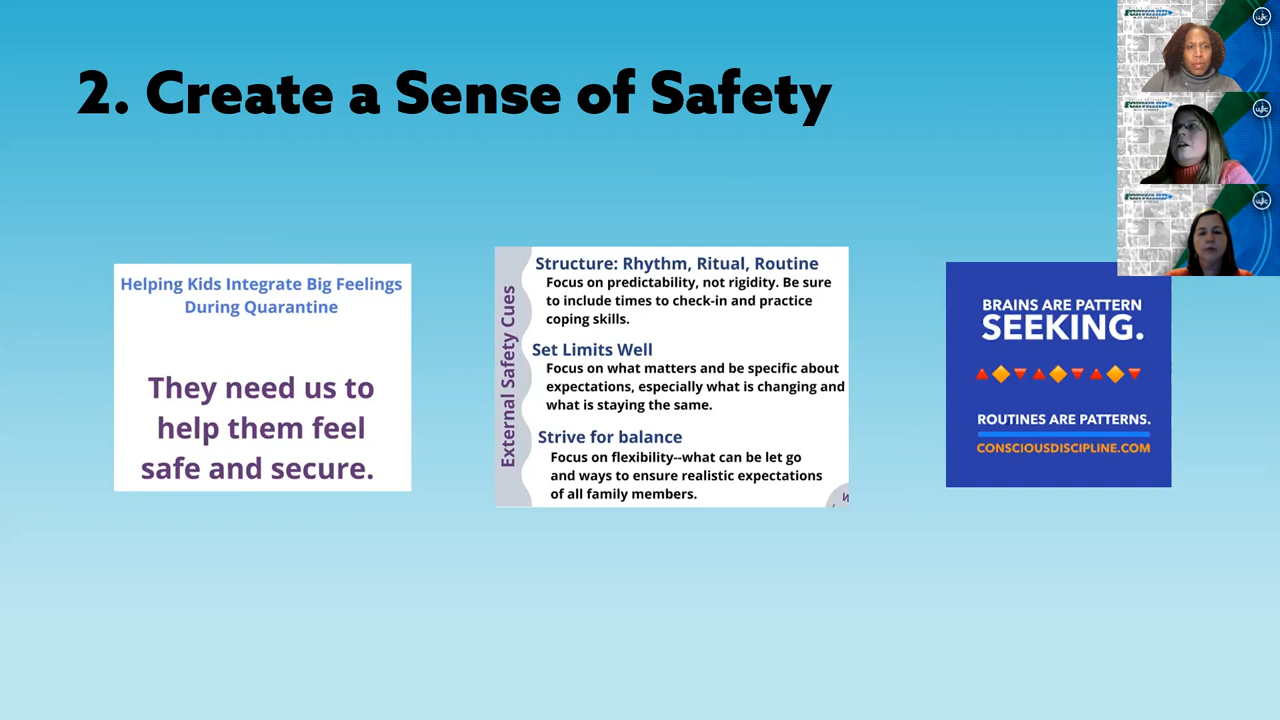 2. Create a Sense of Safety
Helping Kids Integrate Big Feelings
During Quarantine
They need us to
help them feel
safe and secure.
External Safety Cues
Structure: Rhythm, Ritual, Routine
Focus on predictability, not rigidity. Be sure
to include times to check-in and practice
coping skills.
Set Limits Well
Focus on what matters and be specific about
expectations, especially what is changing and
what is staying the same.
Strive for balance
Focus on flexibility--what can be let go
and ways to ensure realistic expectations
of all family members.
BRAINS ARE PATTERN
SEEKING.
ROUTINES ARE PATTERNS.
CONSCIOUSDISCIPLINE.COM
FORWARD
FORWARD
FORWARD